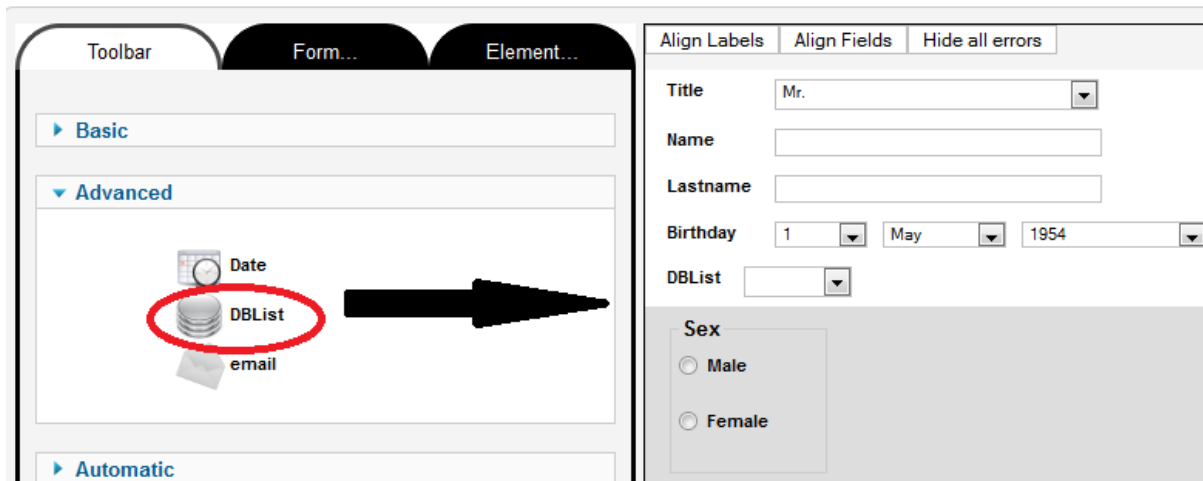 Toolbar
Form...
Element...
Basic
Advanced
Date
DBList
email
Automatic
Align Labels Align Fields Hide all errors
Title Mr.
Name
Lastname
Birthday 1 May 1954
DBList
Sex
Male
Female